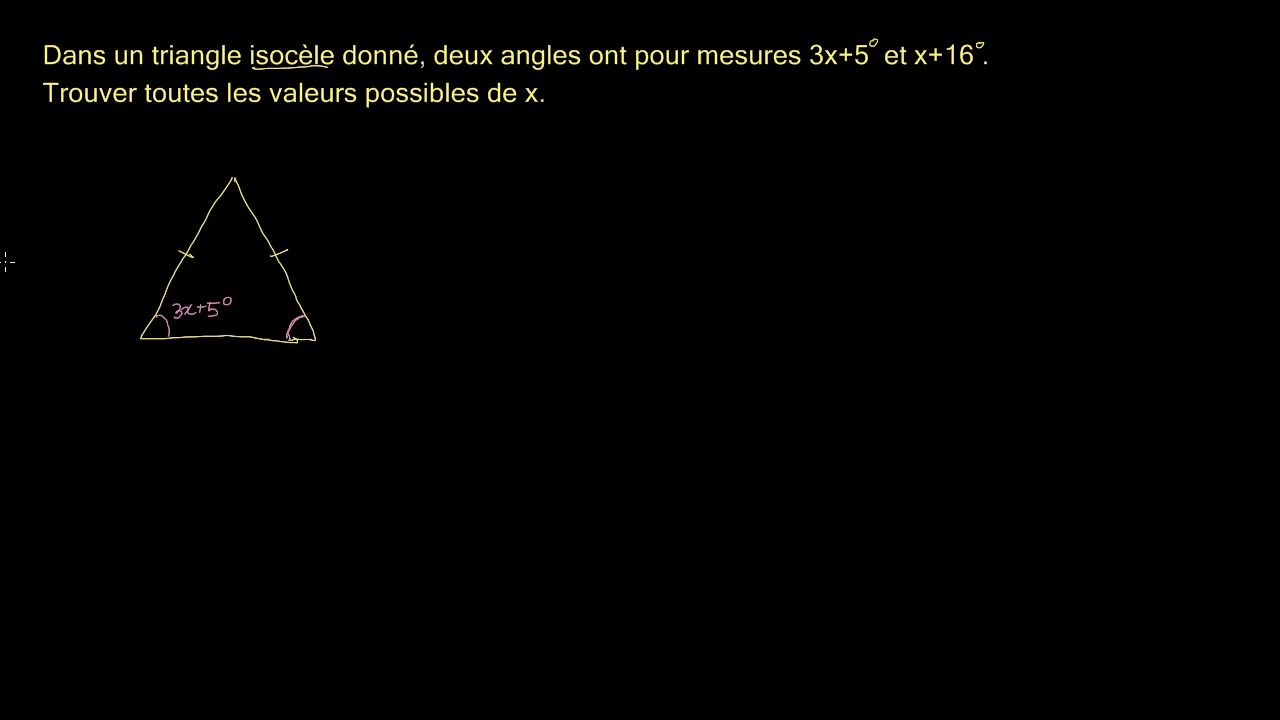 Dans un triangle isocèle donné, deux angles ont pour mesures 3x+5° et x+16°.
Trouver toutes les valeurs possibles de x.
3x+5°